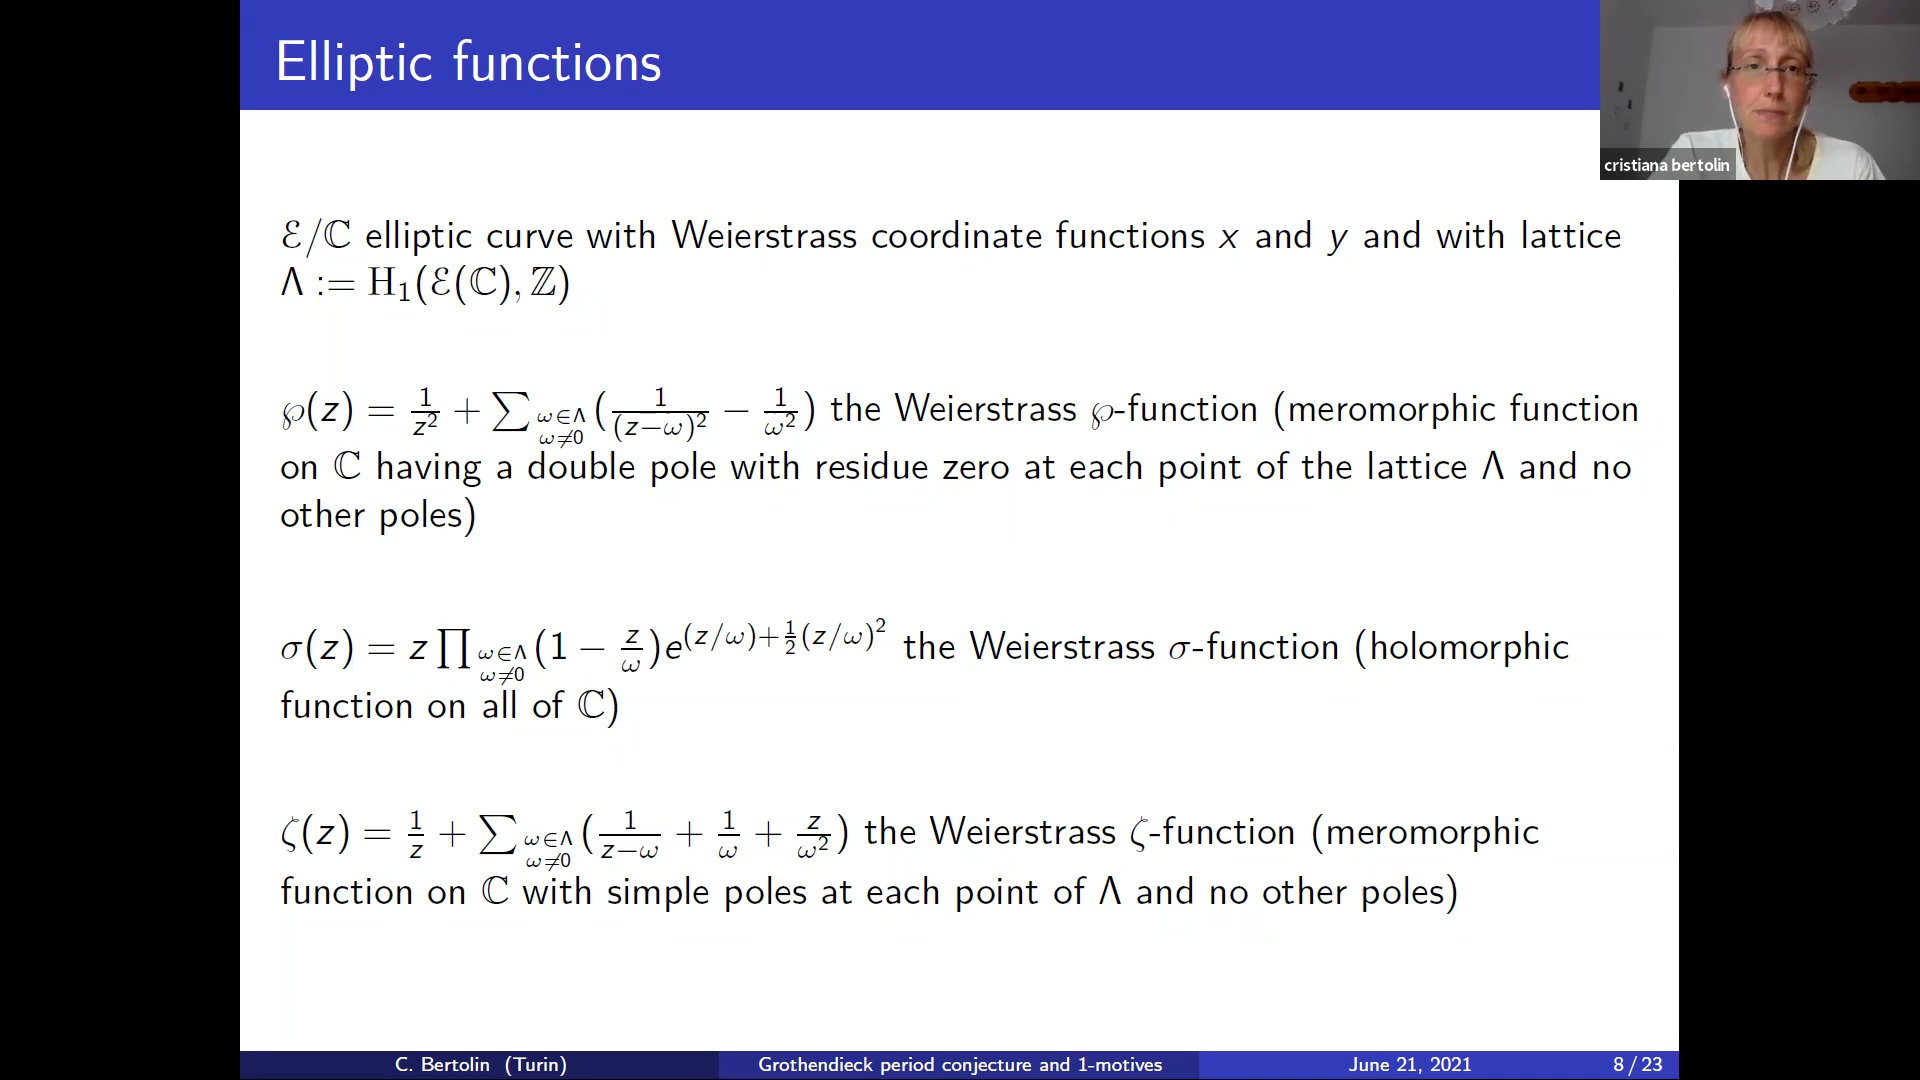 Elliptic functions
cristiana bertolin
ℰ/ℂ elliptic curve with Weierstrass coordinate functions x and y and with lattice
Λ := H₁(ℰ(ℂ), ℤ)
℘(z) = 1/z² + ∑_{ω∈Λ, ω≠0} (1/(z−ω)² − 1/ω²) the Weierstrass ℘-function (meromorphic function
on ℂ having a double pole with residue zero at each point of the lattice Λ and no
other poles)
σ(z) = z ∏_{ω∈Λ, ω≠0} (1 − z/ω)e^{(z/ω)+½(z/ω)²} the Weierstrass σ-function (holomorphic
function on all of ℂ)
ζ(z) = 1/z + ∑_{ω∈Λ, ω≠0} (1/(z−ω) + 1/ω + z/ω²) the Weierstrass ζ-function (meromorphic
function on ℂ with simple poles at each point of Λ and no other poles)
C. Bertolin (Turin) Grothendieck period conjecture and 1-motives June 21, 2021 8 / 23